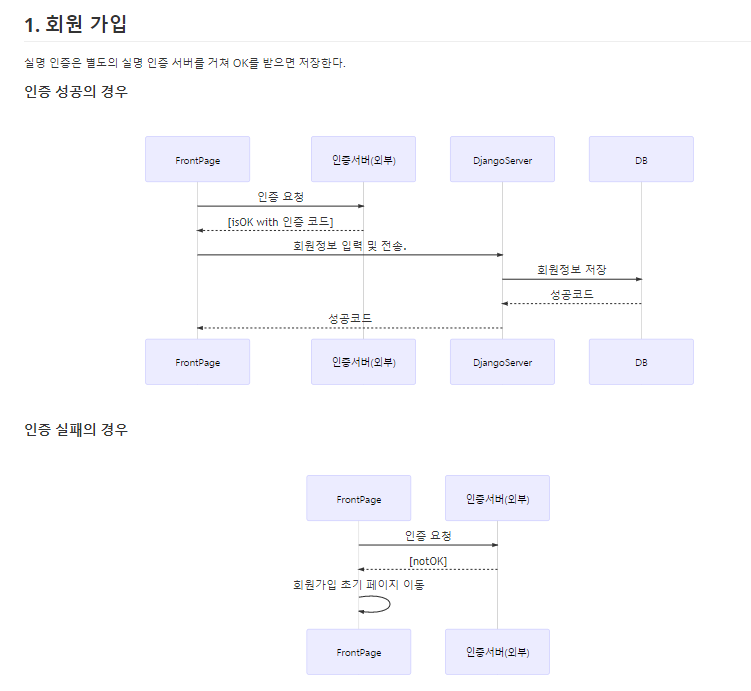 1. 회원 가입
실명 인증은 별도의 실명 인증 서버를 거쳐 OK를 받으면 저장한다.
인증 성공의 경우
FrontPage 인증서버(외부) DjangoServer DB
인증 요청
[isOK with 인증 코드]
회원정보 입력 및 전송.
회원정보 저장
성공코드
성공코드
FrontPage 인증서버(외부) DjangoServer DB
인증 실패의 경우
FrontPage 인증서버(외부)
인증 요청
[notOK]
회원가입 초기 페이지 이동
FrontPage 인증서버(외부)